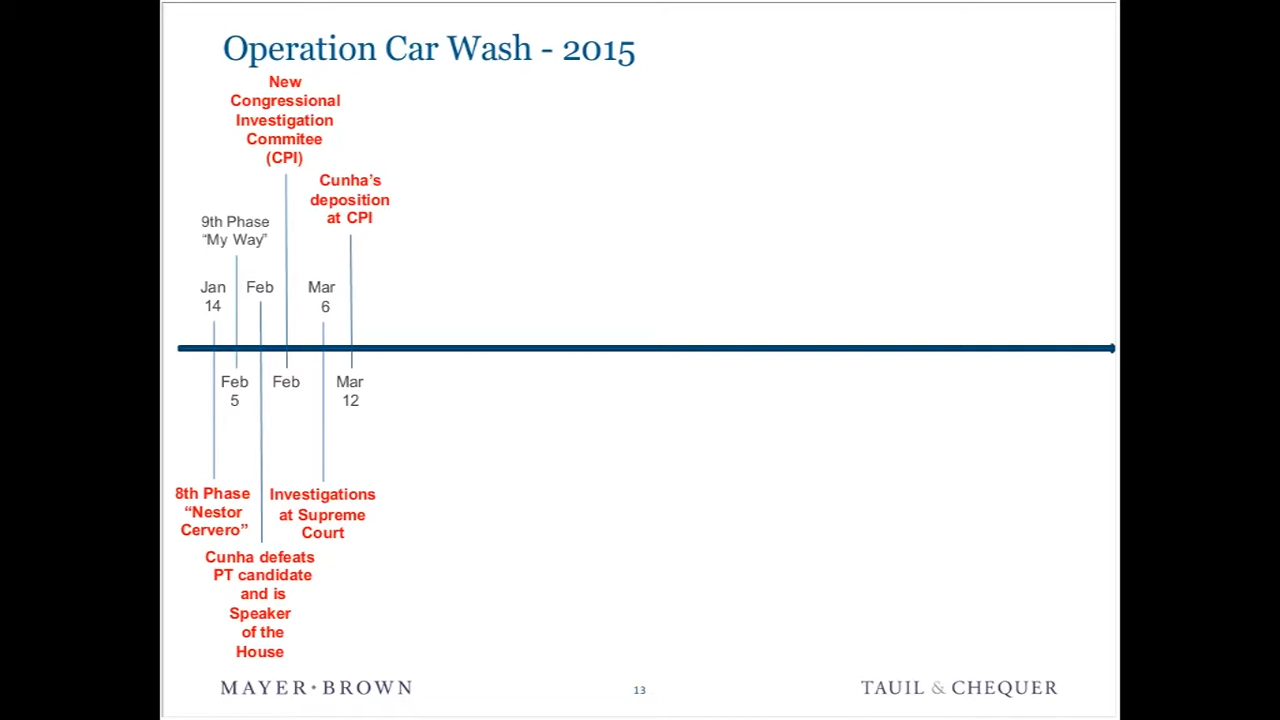 Operation Car Wash - 2015
New
Congressional
Investigation
Commitee
(CPI)
Cunha's
deposition
at CPI
9th Phase
“My Way”
Jan
14
Feb
Mar
6
Feb
5
Feb
Mar
12
8th Phase
“Nestor
Cervero”
Investigations
at Supreme
Court
Cunha defeats
PT candidate
and is
Speaker
of the
House
MAYER • BROWN
13
TAUIL & CHEQUER